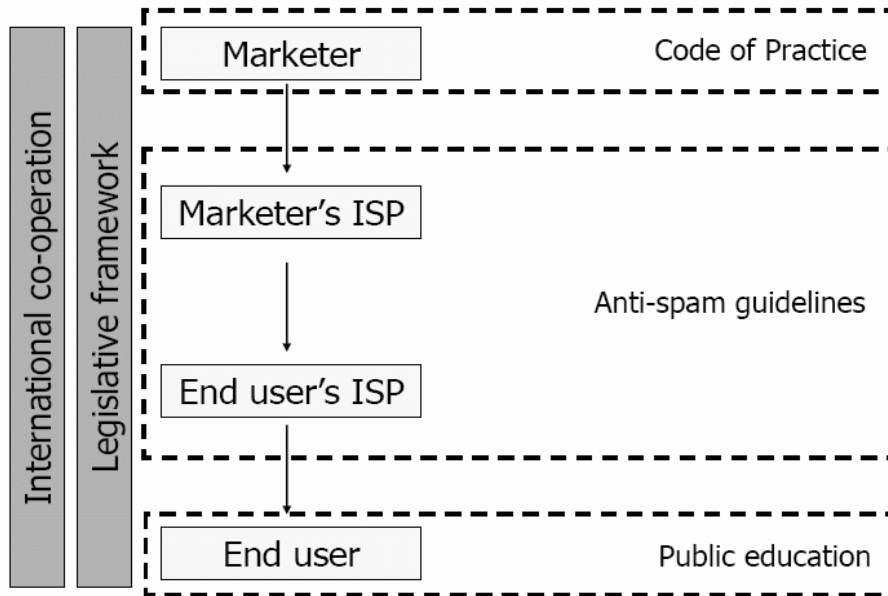 International co-operation
Legislative framework
Marketer
Code of Practice
Marketer's ISP
Anti-spam guidelines
End user's ISP
End user
Public education